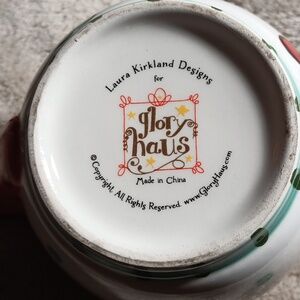 Laura Kirkland Designs
for
glory
haus
Made in China
© Copyright. All Rights Reserved. www.GloryHaus.com